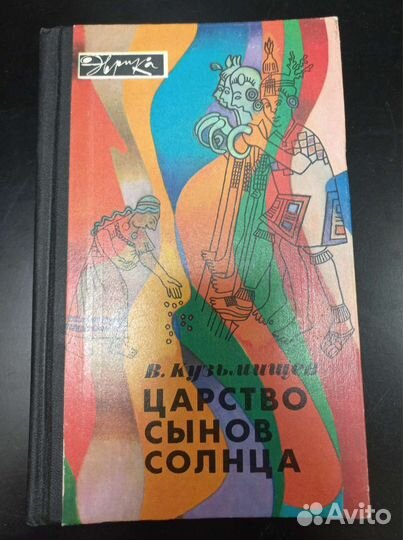 Эврика
В. Кузьмищев
ЦАРСТВО
СЫНОВ
СОЛНЦА
Avito